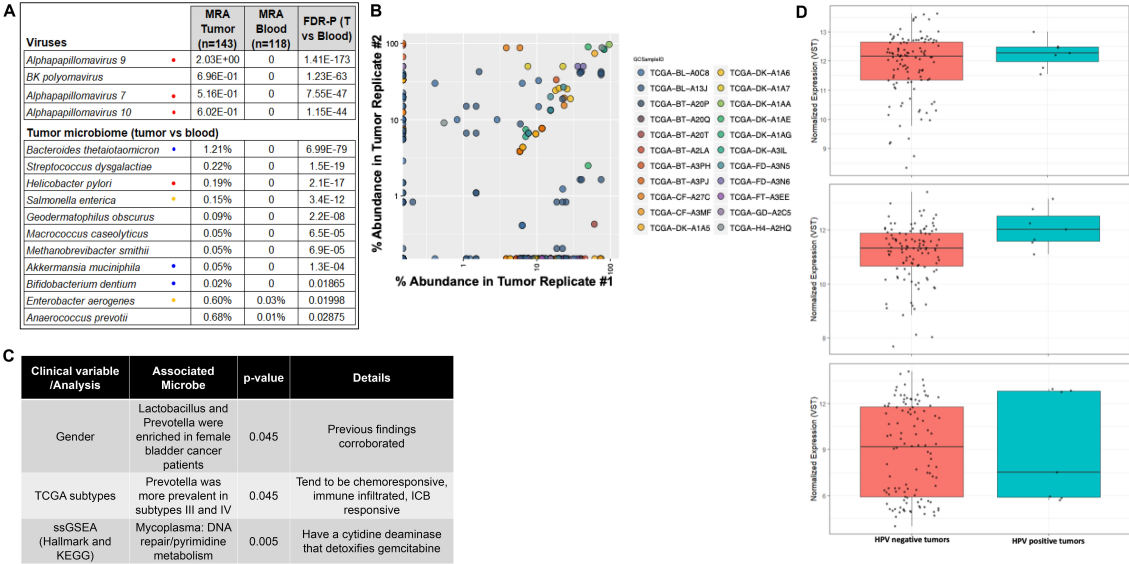 A
Viruses
MRA
Tumor
(n=143)
MRA
Blood
(n=118)
FDR-P (T
vs Blood)
Alphapapillomavirus 9 2.03E+00 0 1.41E-173
BK polyomavirus 6.96E-01 0 1.23E-63
Alphapapillomavirus 7 5.16E-01 0 7.55E-47
Alphapapillomavirus 10 6.02E-01 0 1.15E-44
Tumor microbiome (tumor vs blood)
Bacteroides thetaiotaomicron 1.21% 0 6.99E-79
Streptococcus dysgalactiae 0.22% 0 1.5E-19
Helicobacter pylori 0.19% 0 2.1E-17
Salmonella enterica 0.15% 0 3.4E-12
Geodermatophilus obscurus 0.09% 0 2.2E-08
Macrococcus caseolyticus 0.05% 0 6.5E-05
Methanobrevibacter smithii 0.05% 0 6.9E-05
Akkermansia muciniphila 0.05% 0 1.3E-04
Bifidobacterium dentium 0.02% 0 0.01865
Enterobacter aerogenes 0.60% 0.03% 0.01998
Anaerococcus prevotii 0.68% 0.01% 0.02875
B
% Abundance in Tumor Replicate #2
100
10
1
1
10
100
% Abundance in Tumor Replicate #1
GCSampleID
TCGA-BL-A0C8 TCGA-DK-A1A6
TCGA-BL-A13J TCGA-DK-A1A7
TCGA-BT-A20P TCGA-DK-A1AA
TCGA-BT-A20Q TCGA-DK-A1AE
TCGA-BT-A20T TCGA-DK-A1AG
TCGA-BT-A2LA TCGA-DK-A3IL
TCGA-BT-A3PH TCGA-FD-A3N5
TCGA-BT-A3PJ TCGA-FD-A3N6
TCGA-CF-A27C TCGA-FT-A3EE
TCGA-CF-A3MF TCGA-GD-A2C5
TCGA-DK-A1A5 TCGA-H4-A2HQ
C
Clinical variable
/Analysis
Associated
Microbe
p-value
Details
Gender
Lactobacillus and
Prevotella were
enriched in female
bladder cancer
patients
0.045
Previous findings
corroborated
TCGA subtypes
Prevotella was
more prevalent in
subtypes III and IV
0.045
Tend to be chemoresponsive,
immune infiltrated, ICB
responsive
ssGSEA
(Hallmark and
KEGG)
Mycoplasma: DNA
repair/pyrimidine
metabolism
0.005
Have a cytidine deaminase
that detoxifies gemcitabine
D
Normalized Expression (VST)
13
12
11
10
9
Normalized Expression (VST)
12
10
8
Normalized Expression (VST)
12
9
6
HPV negative tumors
HPV positive tumors